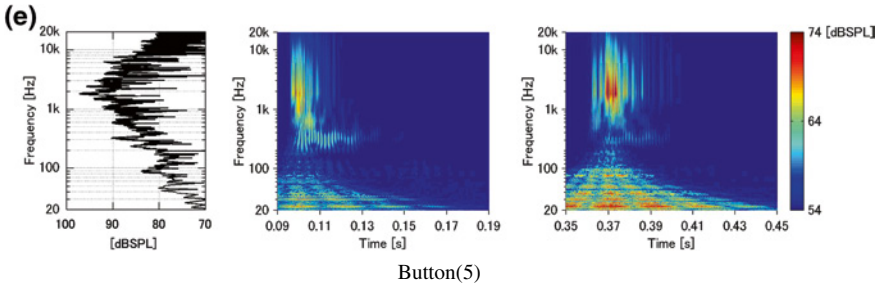 (e)
20k
10k
1k
100
20
Frequency [Hz]
100 90 80 70
[dBSPL]
20k
10k
1k
100
20
Frequency [Hz]
0.09 0.11 0.13 0.15 0.17 0.19
Time [s]
20k
10k
1k
100
20
Frequency [Hz]
0.35 0.37 0.39 0.41 0.43 0.45
Time [s]
74 [dBSPL]
64
54
Button(5)